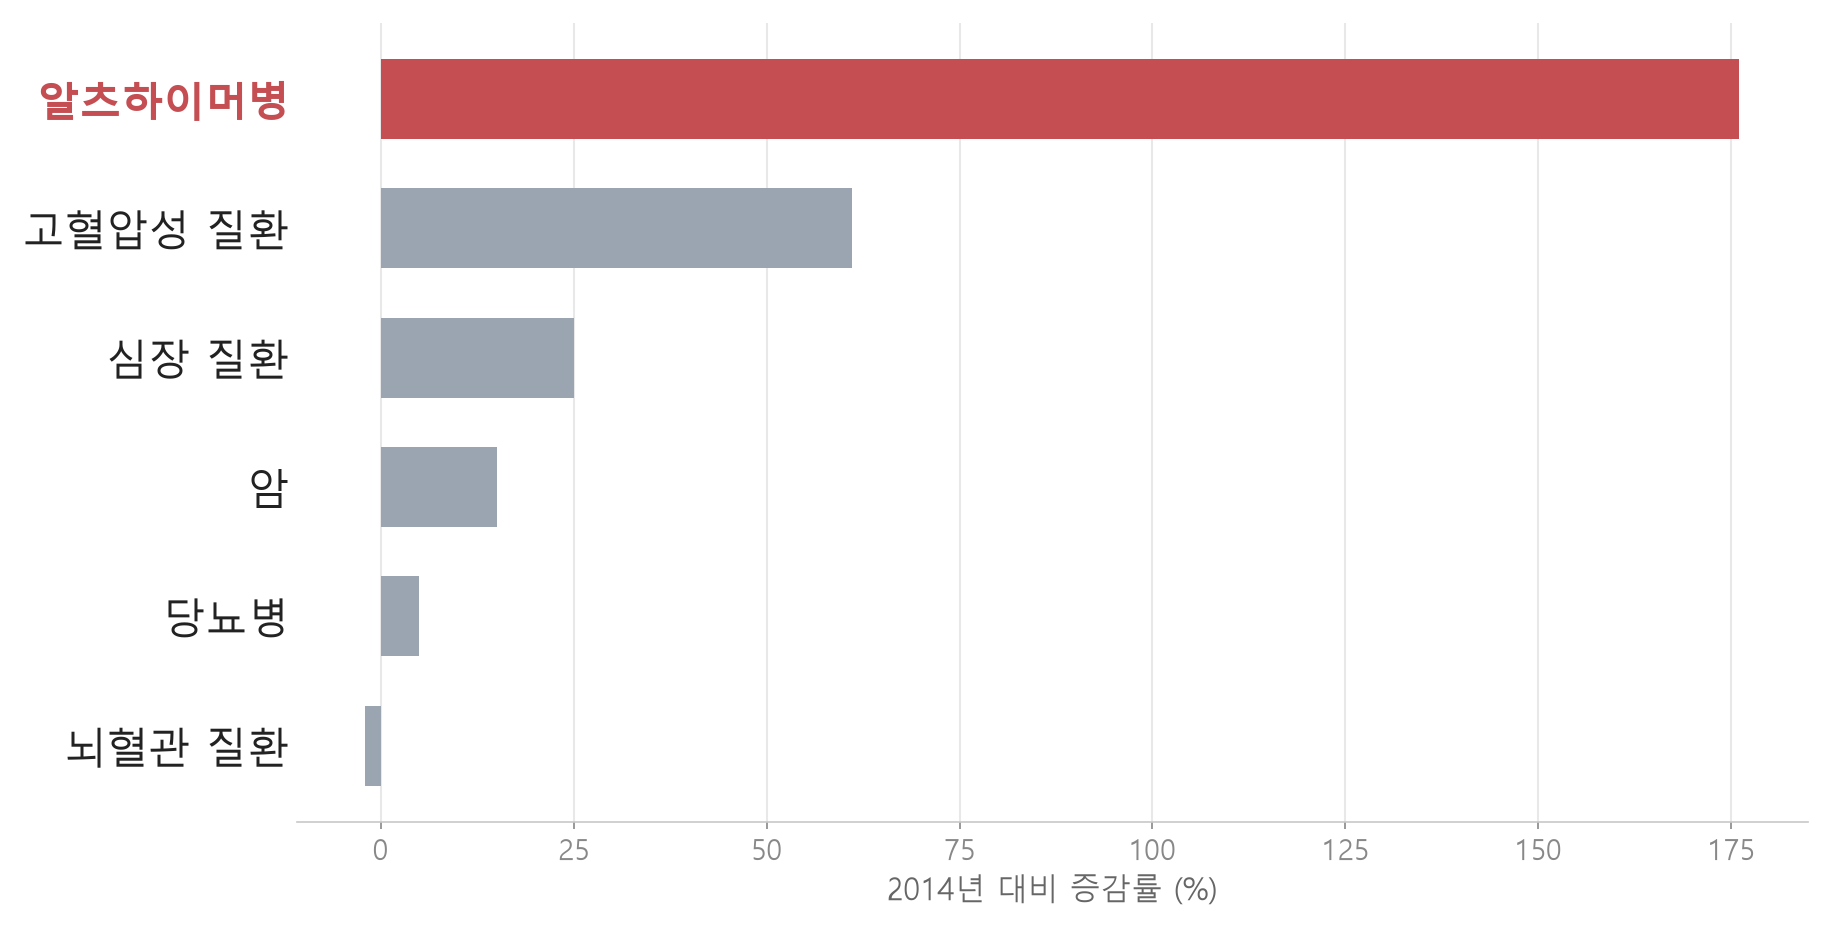 알츠하이머병
고혈압성 질환
심장 질환
암
당뇨병
뇌혈관 질환
0 25 50 75 100 125 150 175
2014년 대비 증감률 (%)